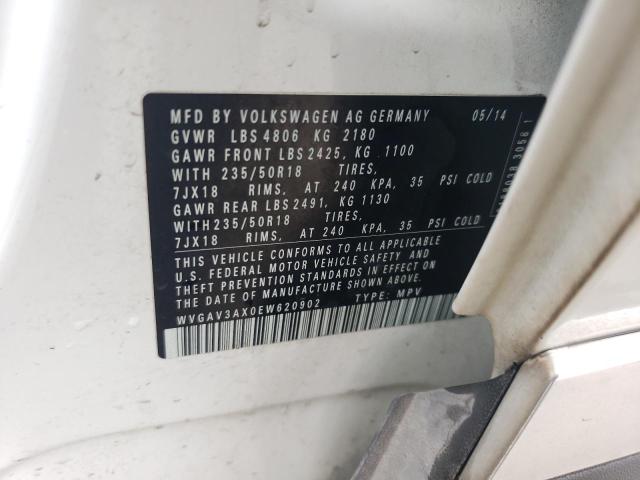 MFD BY VOLKSWAGEN AG GERMANY 05/14
GVWR LBS 4806 KG 2180
GAWR FRONT LBS 2425, KG 1100
WITH 235/50R18 TIRES,
7JX18 RIMS, AT 240 KPA, 35 PSI COLD
GAWR REAR LBS 2491, KG 1130
WITH 235/50R18 TIRES,
7JX18 RIMS, AT 240 KPA, 35 PSI COLD
THIS VEHICLE CONFORMS TO ALL APPLICABLE
U.S. FEDERAL MOTOR VEHICLE SAFETY AND
THEFT PREVENTION STANDARDS IN EFFECT ON
THE DATE OF MANUFACTURE SHOWN ABOVE.
WVGAV3AX0EW620902 TYPE: MPV